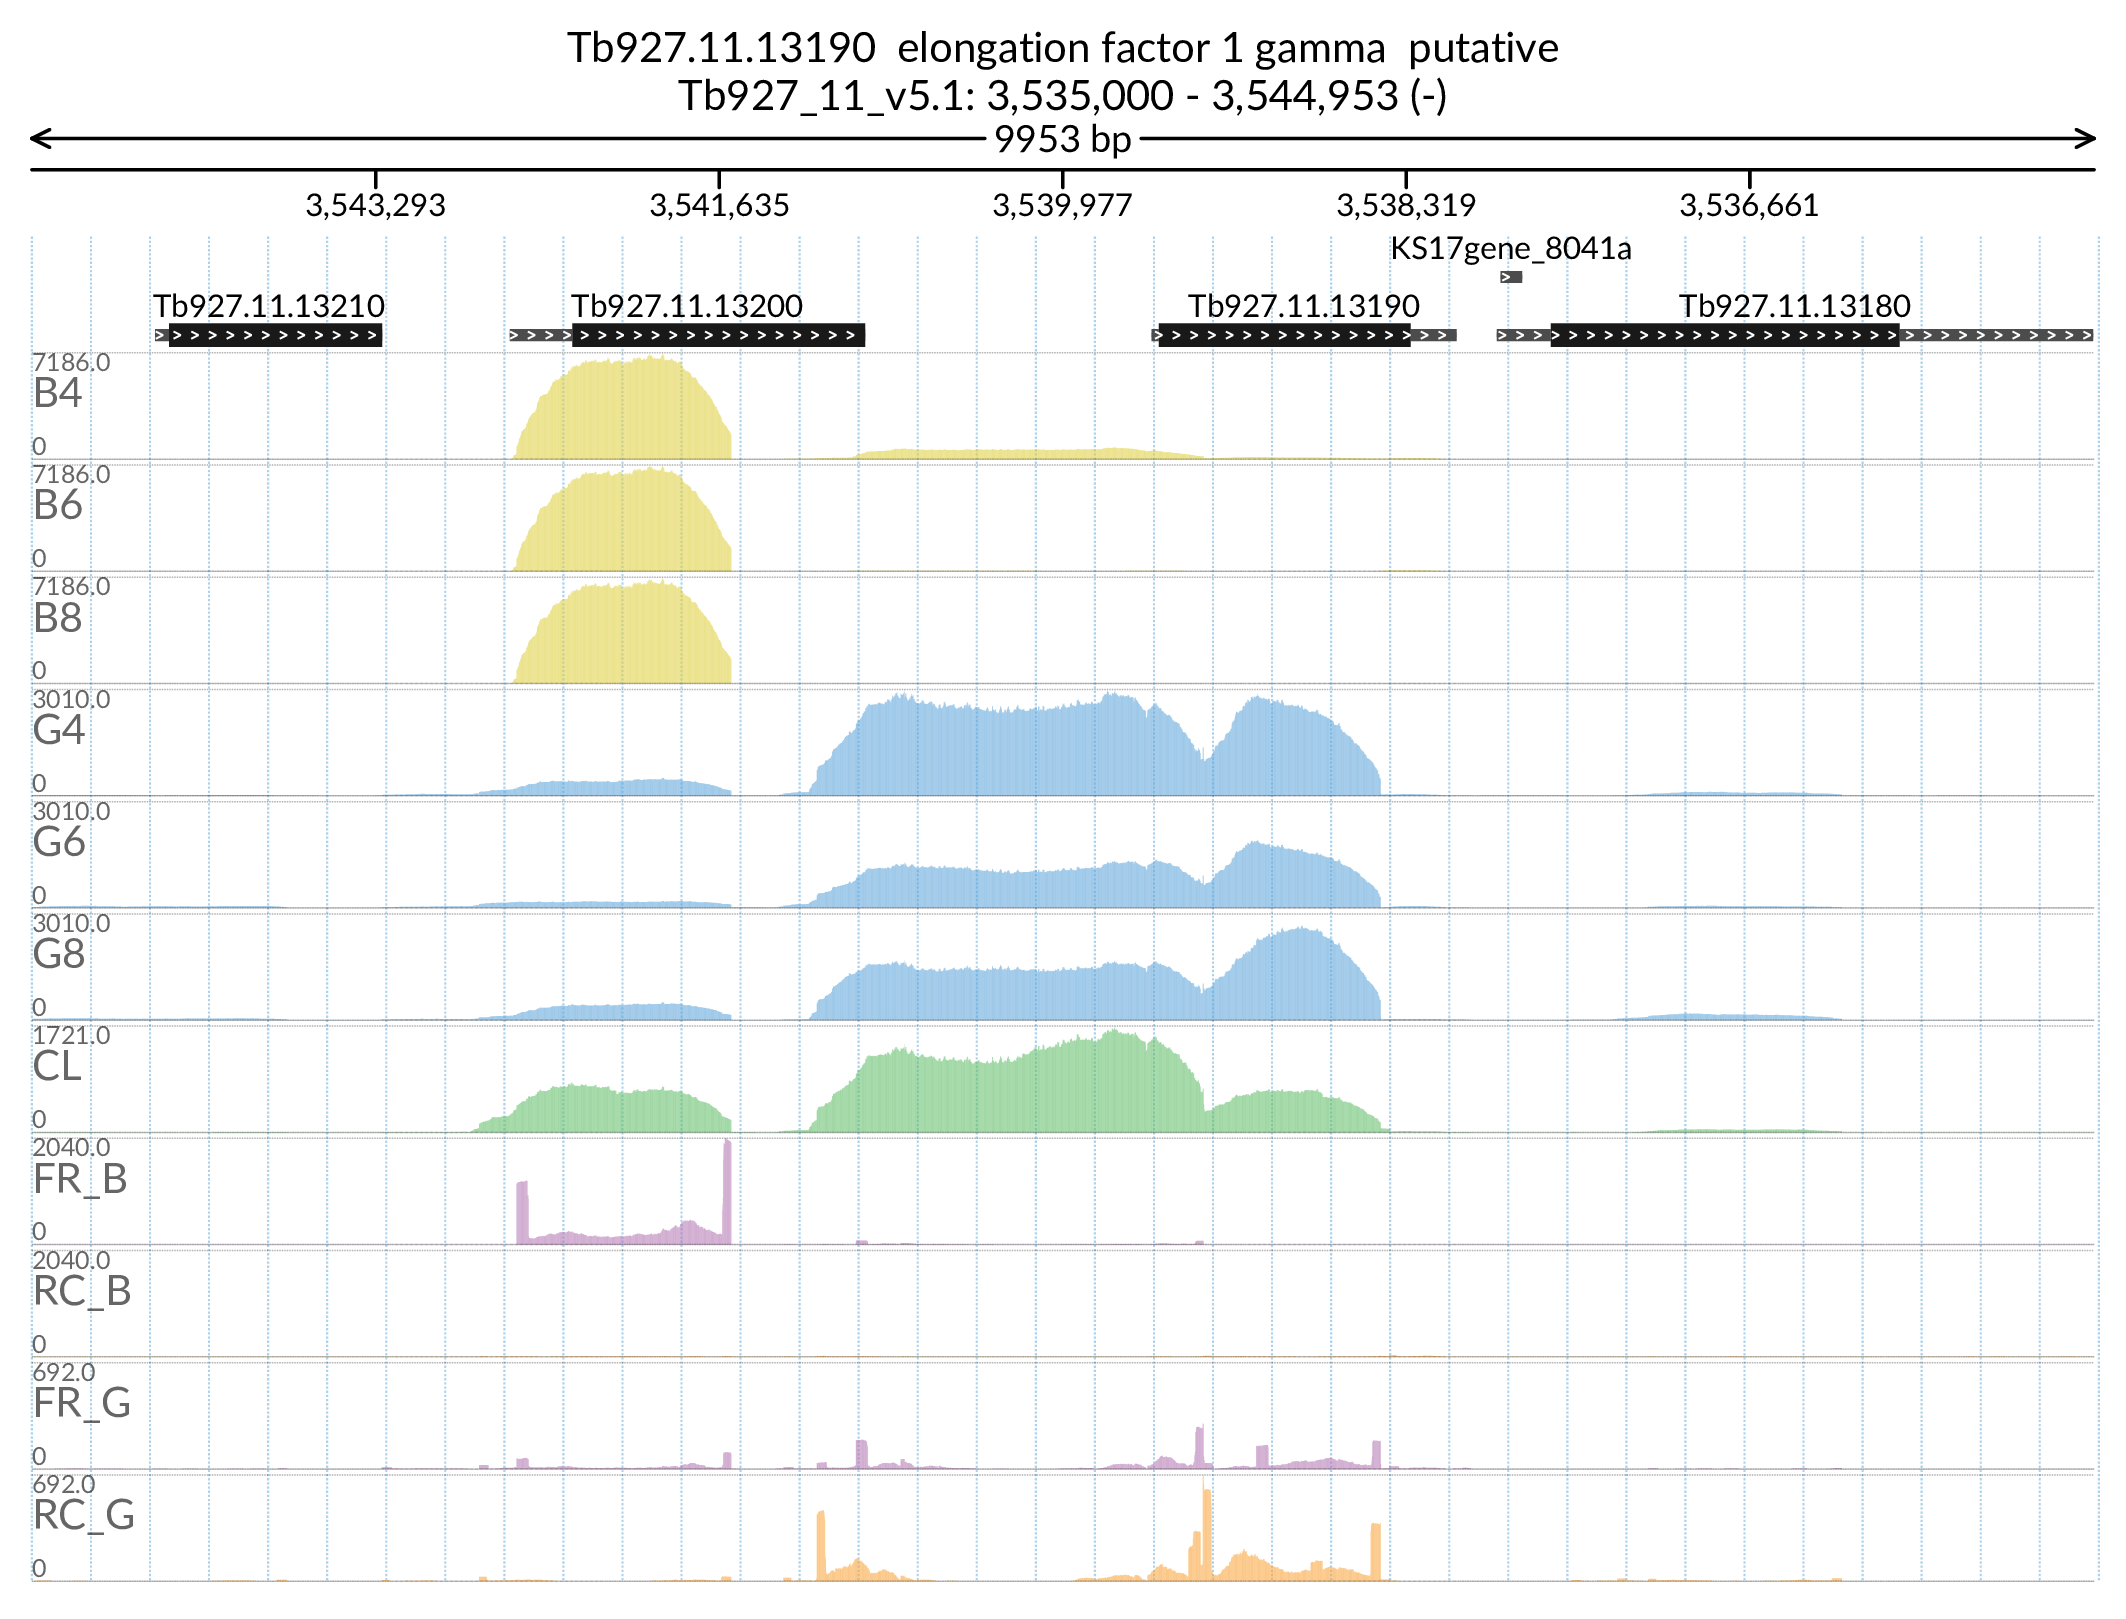 Tb927.11.13190  elongation factor 1 gamma  putative
Tb927_11_v5.1: 3,535,000 - 3,544,953 (-)
9953 bp
3,543,293 3,541,635 3,539,977 3,538,319 3,536,661
KS17gene_8041a
Tb927.11.13210 Tb927.11.13200 Tb927.11.13190 Tb927.11.13180
7186.0
B4
0
7186.0
B6
0
7186.0
B8
0
3010.0
G4
0
3010.0
G6
0
3010.0
G8
0
1721.0
CL
0
2040.0
FR_B
0
2040.0
RC_B
0
692.0
FR_G
0
692.0
RC_G
0